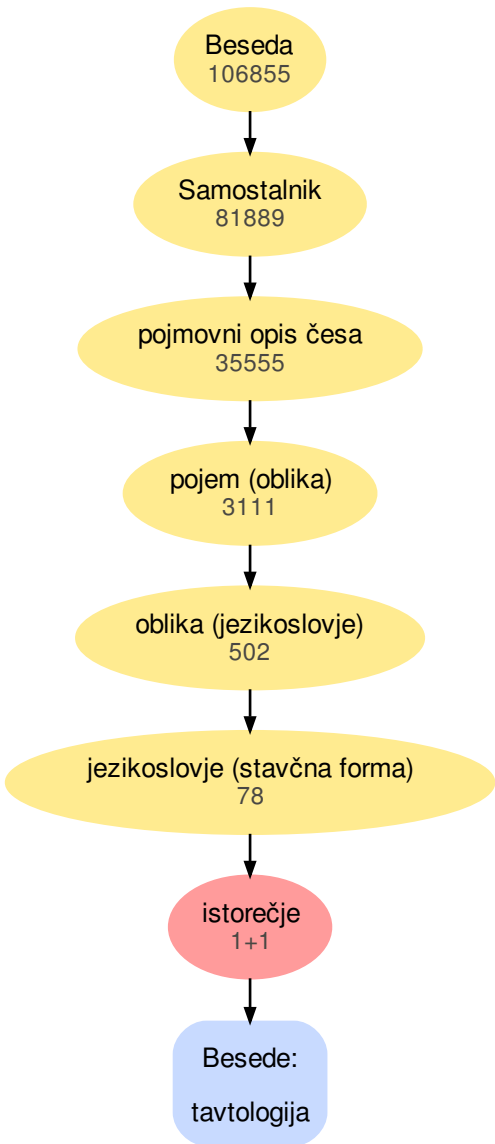 Beseda
106855
Samostalnik
81889
pojmovni opis česa
35555
pojem (oblika)
3111
oblika (jezikoslovje)
502
jezikoslovje (stavčna forma)
78
istorečje
1+1
Besede:
tavtologija